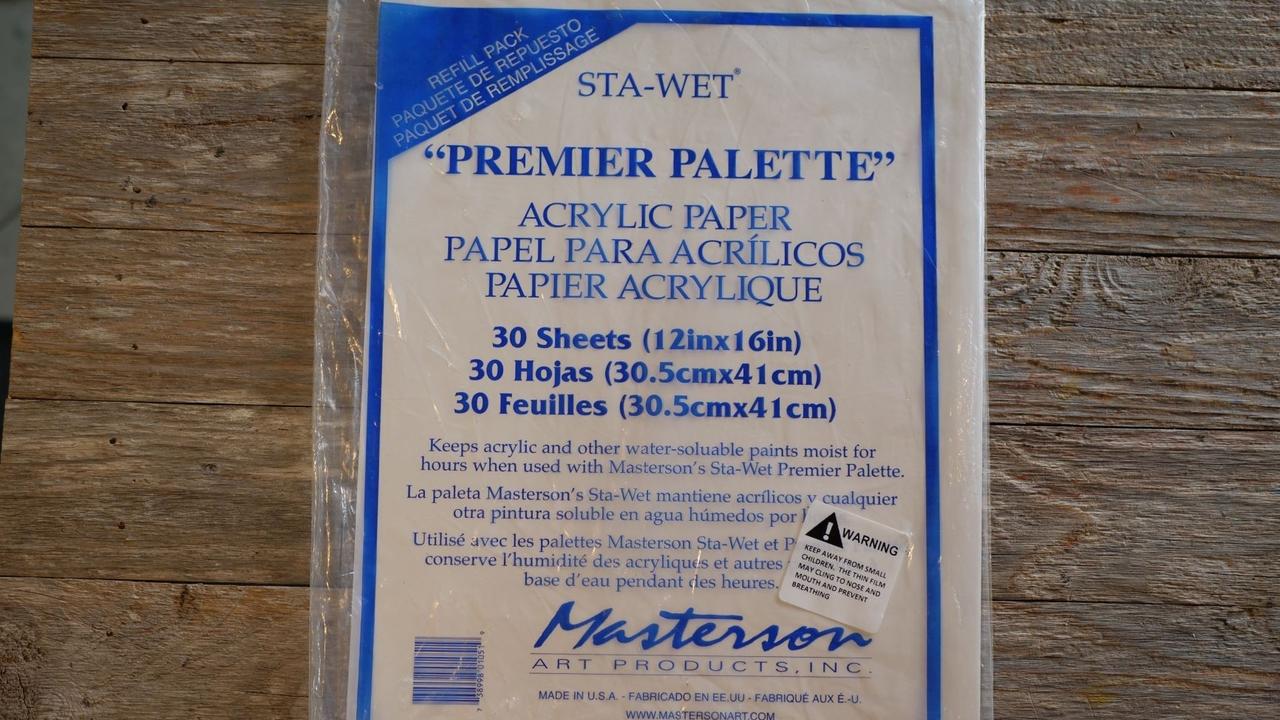 REFILL PACK
PAQUETE DE REPUESTO
PAQUET DE REMPLISSAGE
STA-WET®
“PREMIER PALETTE”
ACRYLIC PAPER
PAPEL PARA ACRÍLICOS
PAPIER ACRYLIQUE
30 Sheets (12inx16in)
30 Hojas (30.5cmx41cm)
30 Feuilles (30.5cmx41cm)
Keeps acrylic and other water-soluable paints moist for
hours when used with Masterson's Sta-Wet Premier Palette.
La paleta Masterson's Sta-Wet mantiene acrílicos y cualquier
otra pintura soluble en agua húmedos por
Utilisé avec les palettes Masterson Sta-Wet et
conserve l'humidité des acryliques et autres
base d'eau pendant des heures.
WARNING
KEEP AWAY FROM SMALL
CHILDREN. THE THIN FILM
MAY CLING TO NOSE AND
MOUTH AND PREVENT
BREATHING
Masterson
ART PRODUCTS, INC.
MADE IN U.S.A. - FABRICADO EN EE.UU - FABRIQUÉ AUX É.-U.
WWW.MASTERSONART.COM